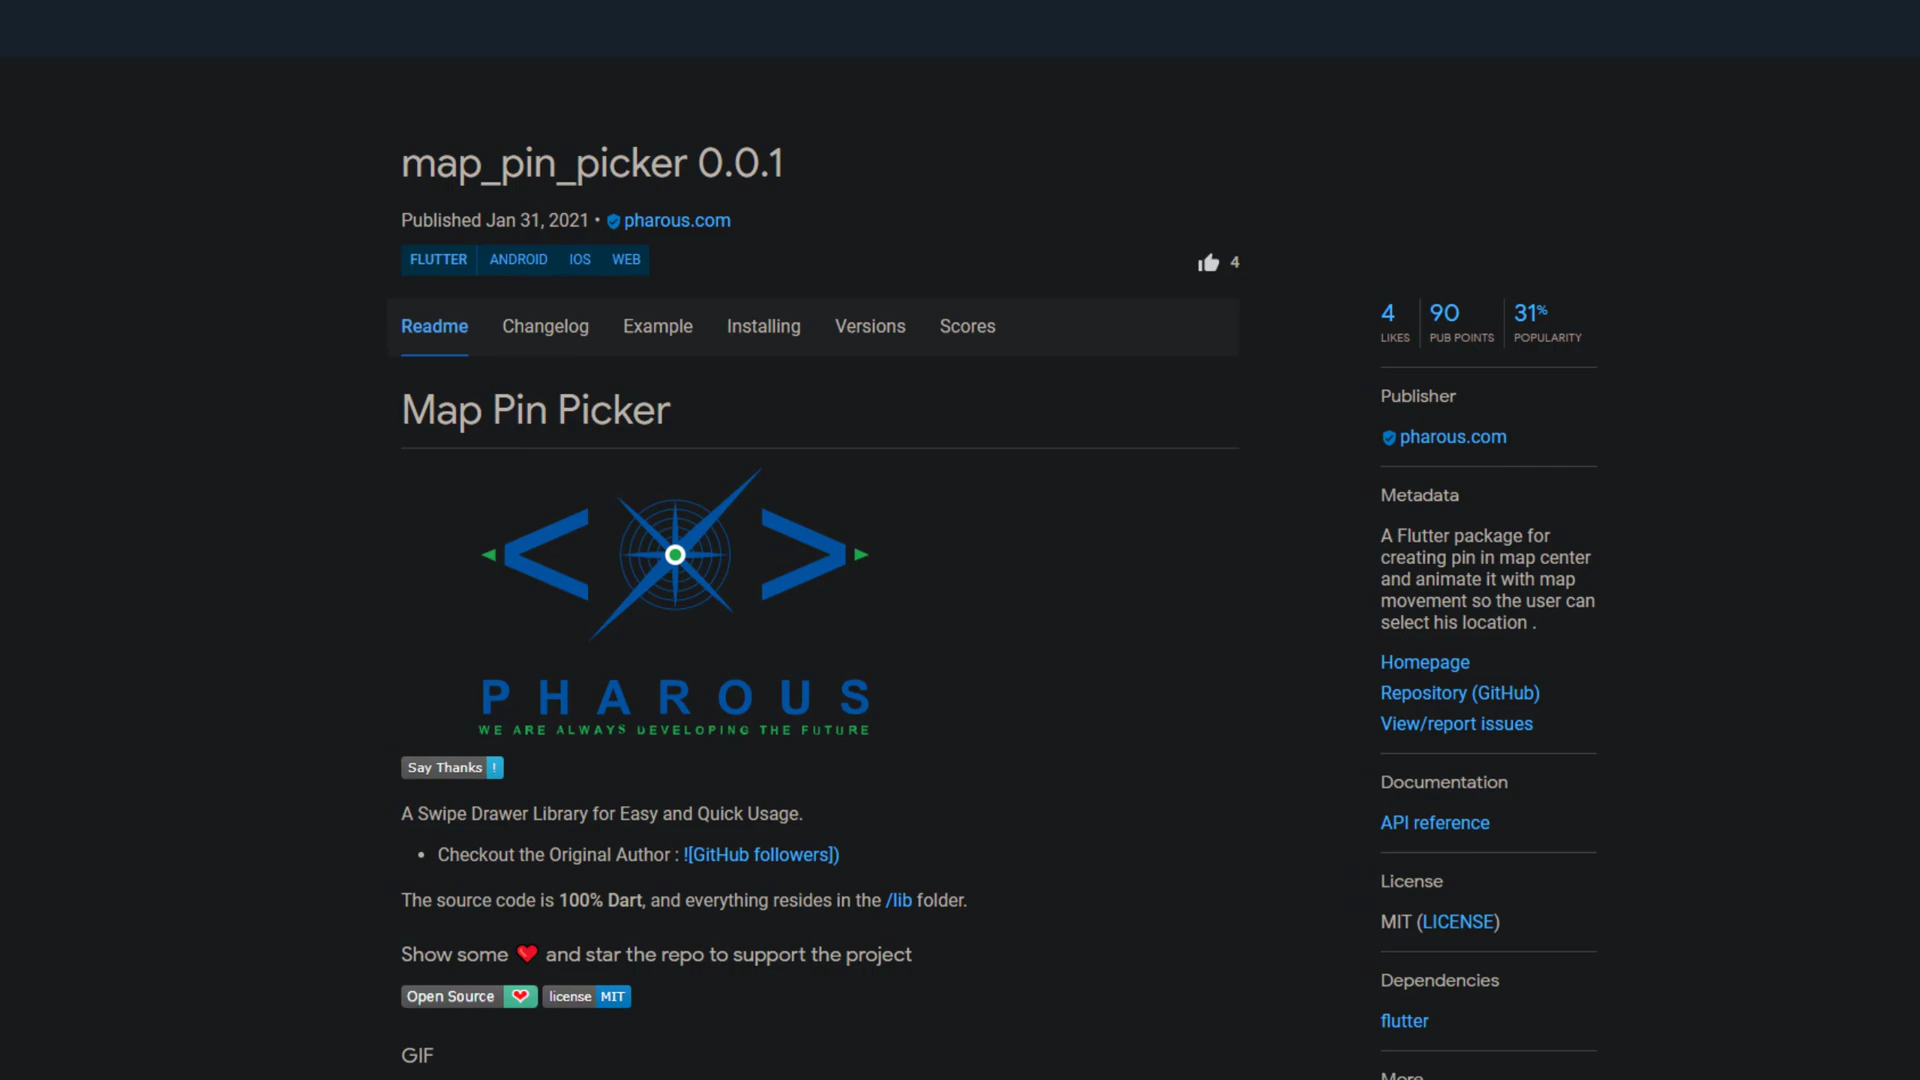 map_pin_picker 0.0.1
Published Jan 31, 2021 • pharous.com
FLUTTER ANDROID IOS WEB
4
Readme Changelog Example Installing Versions Scores
Map Pin Picker
PHAROUS
WE ARE ALWAYS DEVELOPING THE FUTURE
Say Thanks !
A Swipe Drawer Library for Easy and Quick Usage.
• Checkout the Original Author : ![GitHub followers])
The source code is 100% Dart, and everything resides in the /lib folder.
Show some ❤️ and star the repo to support the project
Open Source license MIT
GIF
4 90 31%
LIKES PUB POINTS POPULARITY
Publisher
pharous.com
Metadata
A Flutter package for
creating pin in map center
and animate it with map
movement so the user can
select his location .
Homepage
Repository (GitHub)
View/report issues
Documentation
API reference
License
MIT (LICENSE)
Dependencies
flutter
More